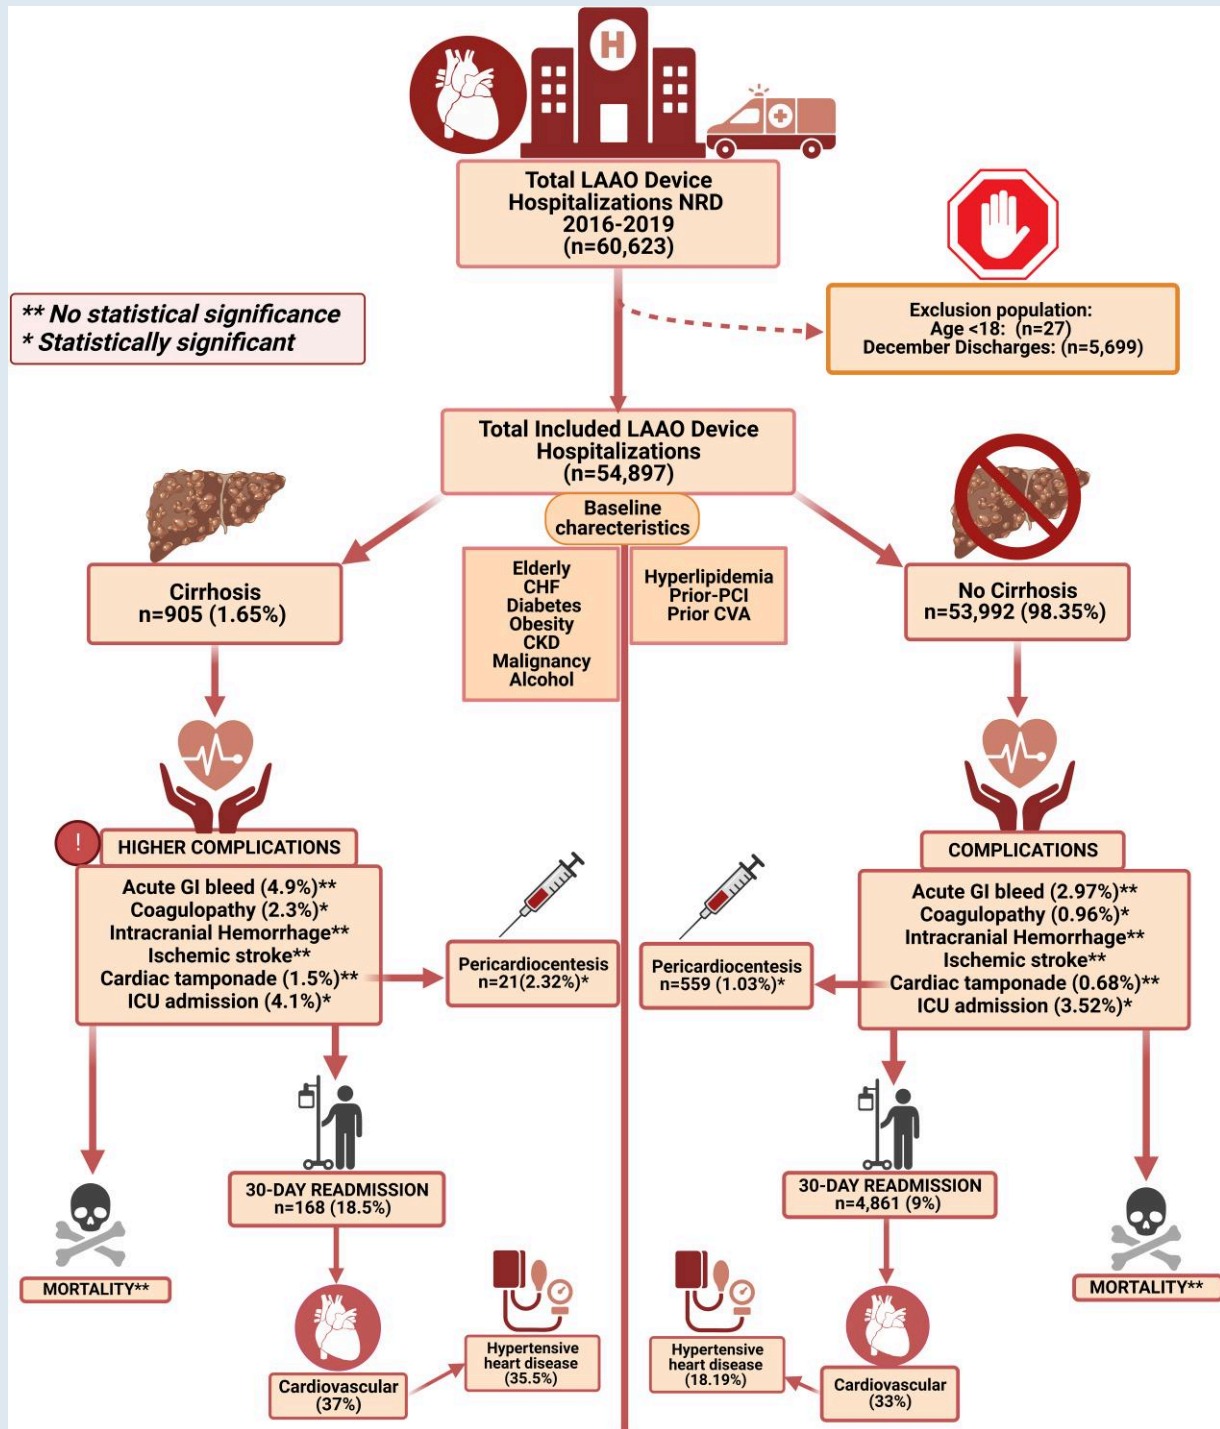 H
Total LAAO Device
Hospitalizations NRD
2016-2019
(n=60,623)
** No statistical significance
* Statistically significant
Exclusion population:
Age <18: (n=27)
December Discharges: (n=5,699)
Total Included LAAO Device
Hospitalizations
(n=54,897)
Baseline
charecteristics
Elderly
CHF
Diabetes
Obesity
CKD
Malignancy
Alcohol
Hyperlipidemia
Prior-PCI
Prior CVA
Cirrhosis
n=905 (1.65%)
No Cirrhosis
n=53,992 (98.35%)
!
HIGHER COMPLICATIONS
Acute GI bleed (4.9%)**
Coagulopathy (2.3%)*
Intracranial Hemorrhage**
Ischemic stroke**
Cardiac tamponade (1.5%)**
ICU admission (4.1%)*
Pericardiocentesis
n=21(2.32%)*
Pericardiocentesis
n=559 (1.03%)*
COMPLICATIONS
Acute GI bleed (2.97%)**
Coagulopathy (0.96%)*
Intracranial Hemorrhage**
Ischemic stroke**
Cardiac tamponade (0.68%)**
ICU admission (3.52%)*
30-DAY READMISSION
n=168 (18.5%)
30-DAY READMISSION
n=4,861 (9%)
MORTALITY**
MORTALITY**
Hypertensive
heart disease
(35.5%)
Cardiovascular
(37%)
Hypertensive
heart disease
(18.19%)
Cardiovascular
(33%)